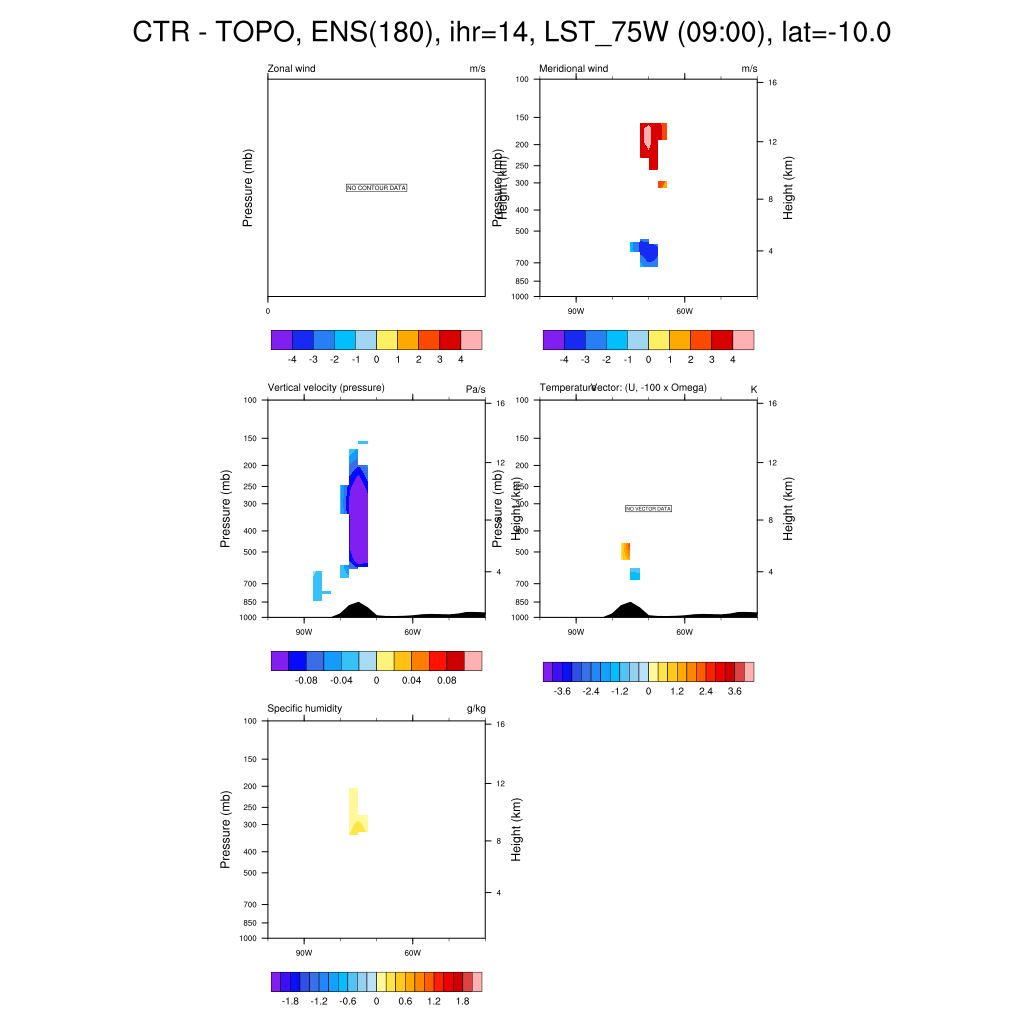 CTR - TOPO, ENS(180), ihr=14, LST_75W (09:00), lat=-10.0
Zonal wind m/s
Pressure (mb)
NO CONTOUR DATA
0
-4 -3 -2 -1 0 1 2 3 4
Meridional wind m/s
Pressure (mb)
Height (km)
100
150
200
250
300
400
500
700
850
1000
16
12
8
4
Height (km)
90W 60W
-4 -3 -2 -1 0 1 2 3 4
Vertical velocity (pressure) Pa/s
Pressure (mb)
100
150
200
250
300
400
500
700
850
1000
16
12
8
4
Height (km)
90W 60W
-0.08 -0.04 0 0.04 0.08
Temperature Vector: (U, -100 x Omega) K
Pressure (mb)
100
150
200
250
300
400
500
700
850
1000
NO VECTOR DATA
16
12
8
4
Height (km)
90W 60W
-3.6 -2.4 -1.2 0 1.2 2.4 3.6
Specific humidity g/kg
Pressure (mb)
100
150
200
250
300
400
500
700
850
1000
16
12
8
4
Height (km)
90W 60W
-1.8 -1.2 -0.6 0 0.6 1.2 1.8